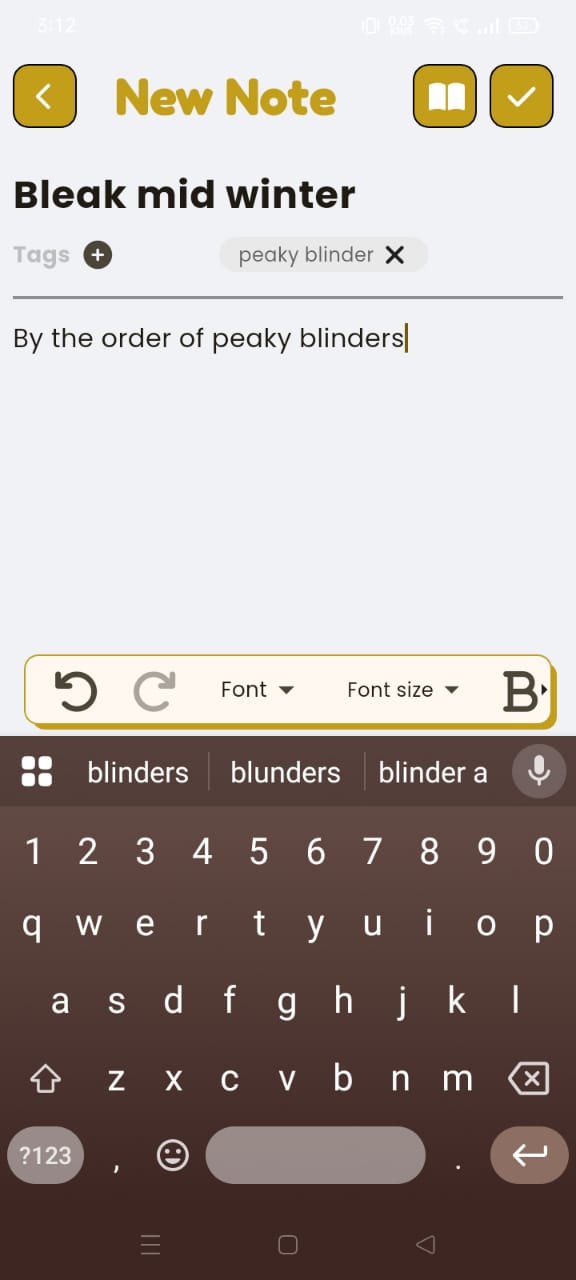 3:12 0.03 KB/S 52
New Note
Bleak mid winter
Tags + peaky blinder X
By the order of peaky blinders
Font Font size B
blinders blunders blinder a
1 2 3 4 5 6 7 8 9 0
q w e r t y u i o p
a s d f g h j k l
z x c v b n m
?123 , .